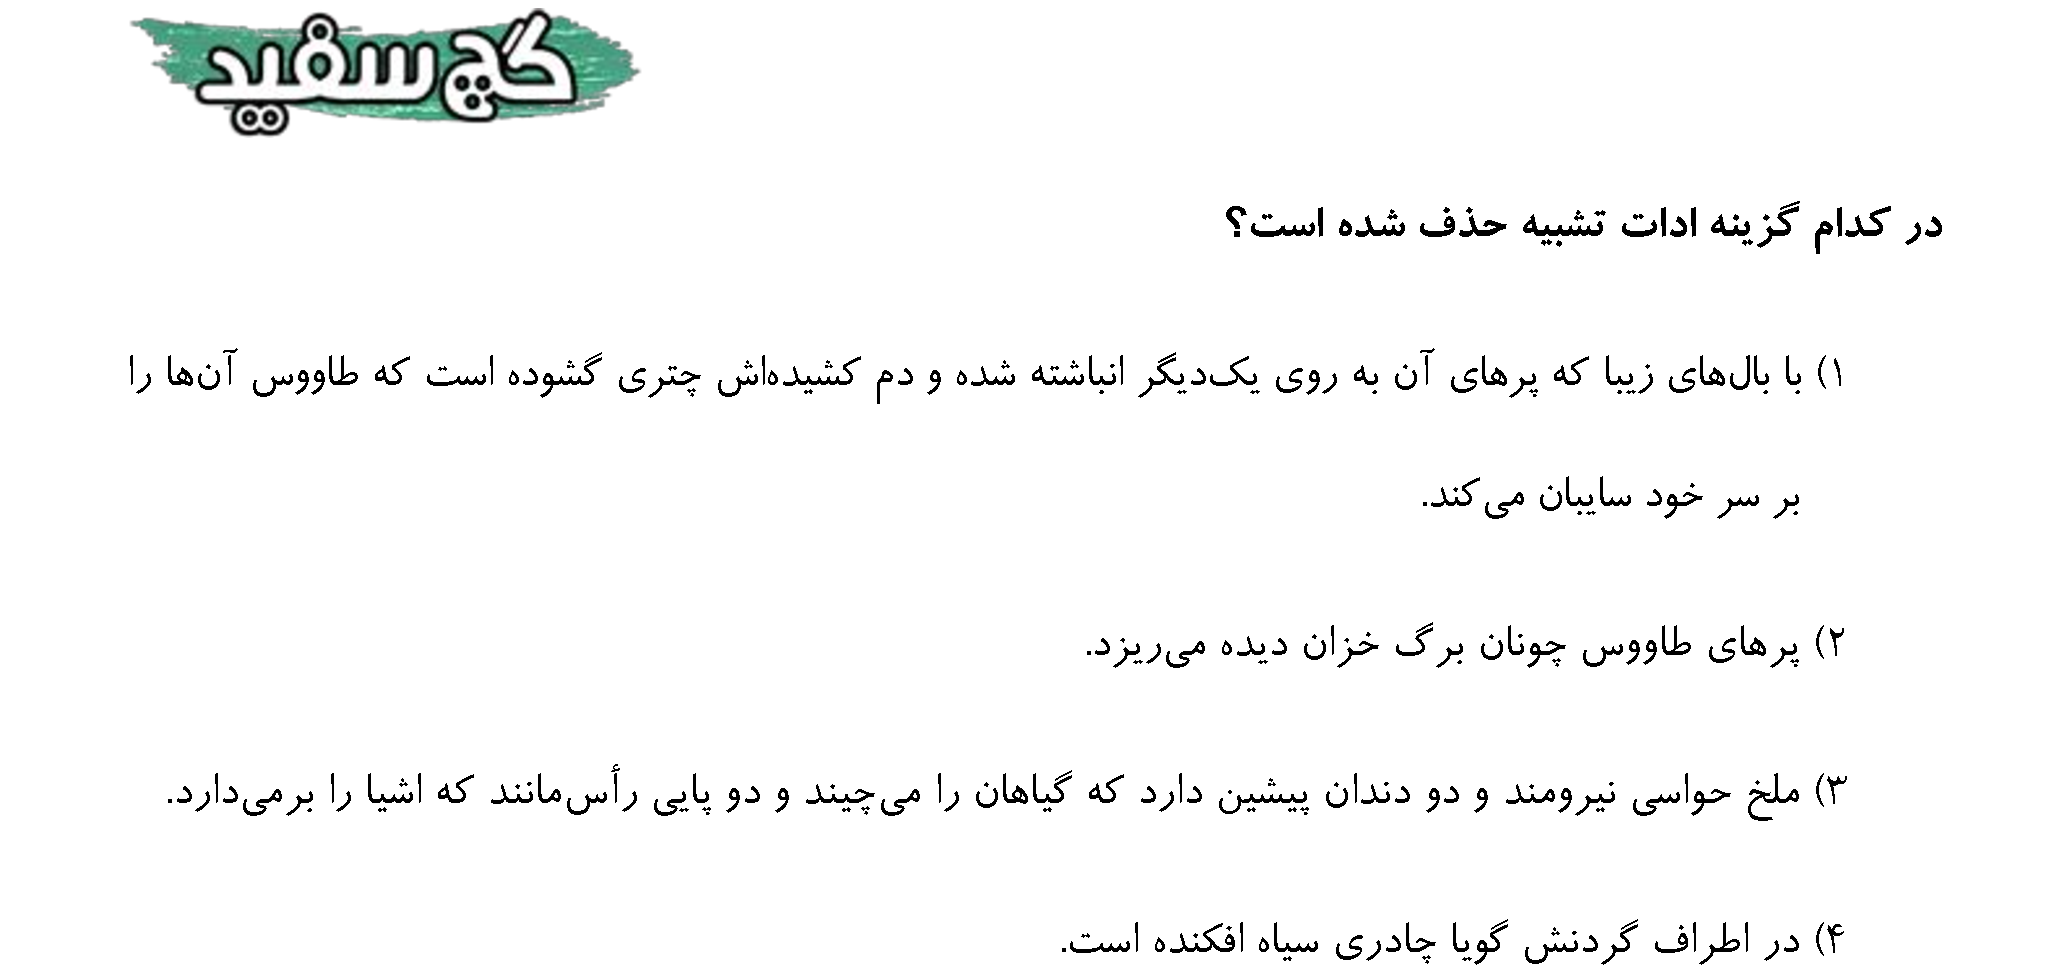 گچ سفید
در کدام گزینه ادات تشبیه حذف شده است؟
۱) با بال‌های زیبا که پرهای آن به روی یک‌دیگر انباشته شده و دم کشیده‌اش چتری گشوده است که طاووس آن‌ها را
بر سر خود سایبان می‌کند.
۲) پرهای طاووس چونان برگ خزان دیده می‌ریزد.
۳) ملخ حواسی نیرومند و دو دندان پیشین دارد که گیاهان را می‌چیند و دو پایی رأس‌مانند که اشیا را برمی‌دارد.
۴) در اطراف گردنش گویا چادری سیاه افکنده است.